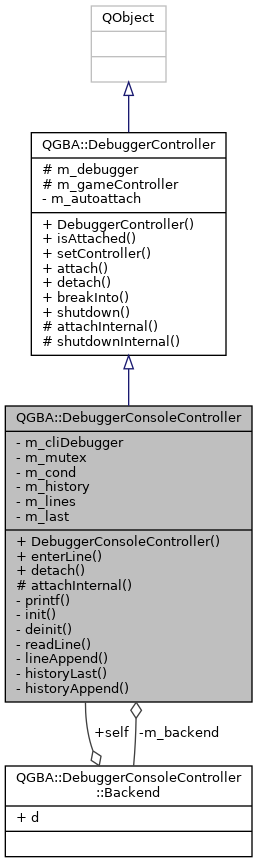 QObject
QGBA::DebuggerController
# m_debugger
# m_gameController
- m_autoattach
+ DebuggerController()
+ isAttached()
+ setController()
+ attach()
+ detach()
+ breakInto()
+ shutdown()
# attachInternal()
# shutdownInternal()
QGBA::DebuggerConsoleController
- m_cliDebugger
- m_mutex
- m_cond
- m_history
- m_lines
- m_last
+ DebuggerConsoleController()
+ enterLine()
+ detach()
# attachInternal()
- printf()
- init()
- deinit()
- readLine()
- lineAppend()
- historyLast()
- historyAppend()
+self -m_backend
QGBA::DebuggerConsoleController
::Backend
+ d